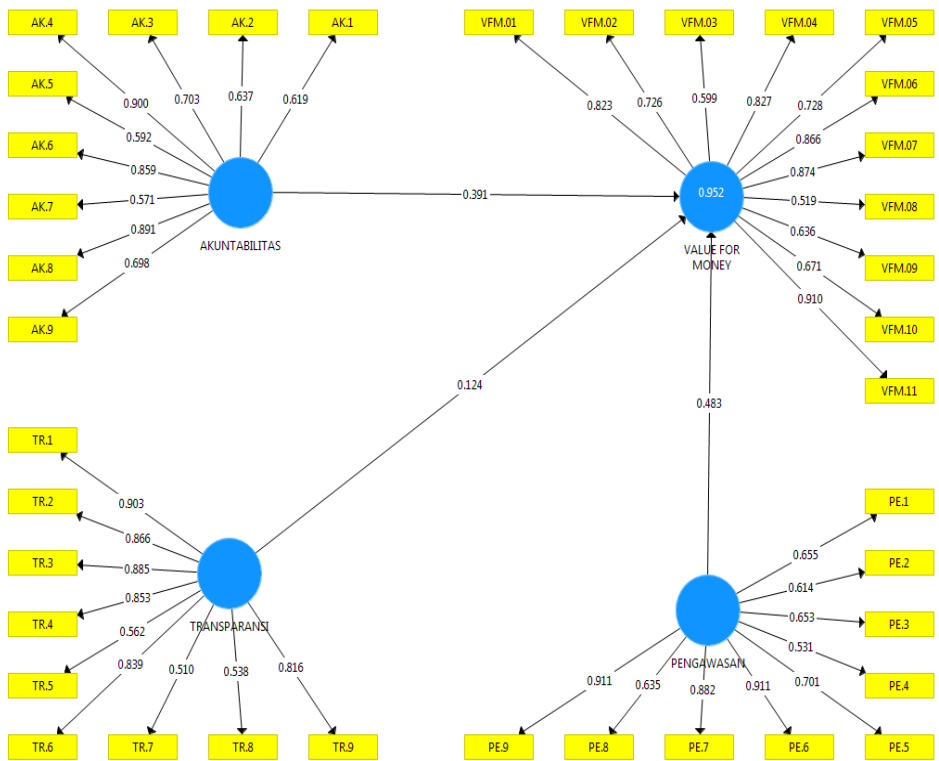 AK.4
AK.3
AK.2
AK.1
VFM.01
VFM.02
VFM.03
VFM.04
VFM.05
AK.5
AK.6
AK.7
AK.8
AK.9
0.900
0.703
0.637
0.619
0.592
0.859
0.571
0.891
0.698
AKUNTABILITAS
0.391
0.823
0.726
0.599
0.827
0.728
0.866
0.874
0.519
0.636
0.671
0.910
0.952
VALUE FOR
MONEY
VFM.06
VFM.07
VFM.08
VFM.09
VFM.10
VFM.11
0.124
0.483
TR.1
TR.2
TR.3
TR.4
TR.5
TR.6
TR.7
TR.8
TR.9
0.903
0.866
0.885
0.853
0.562
0.839
0.510
0.538
0.816
TRANSPARANSI
PENGAWASAN
0.655
0.614
0.653
0.531
0.701
0.911
0.882
0.635
0.911
PE.1
PE.2
PE.3
PE.4
PE.9
PE.8
PE.7
PE.6
PE.5